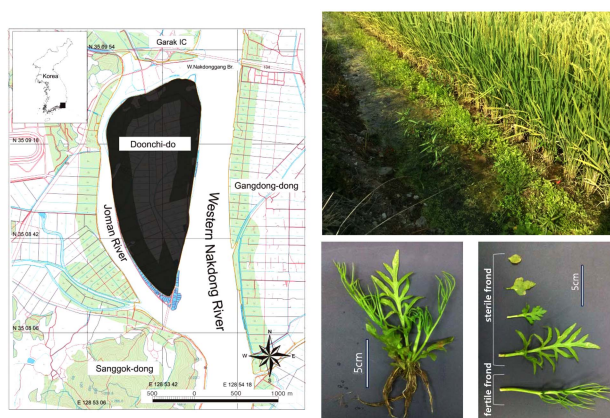 Korea
Garak IC
N 35 09 54
W.Nakdonggang Br.
N 35 09 18
Doonchi-do
Gangdong-dong
Western Nakdong River
N 35 08 42
Joman River
N 35 08 06
Sanggok-dong
N
W
E
S
E 128 53 42
E 128 54 18
E 128 53 06
500
0
500
1000 m
5cm
sterile frond
fertile frond
5cm